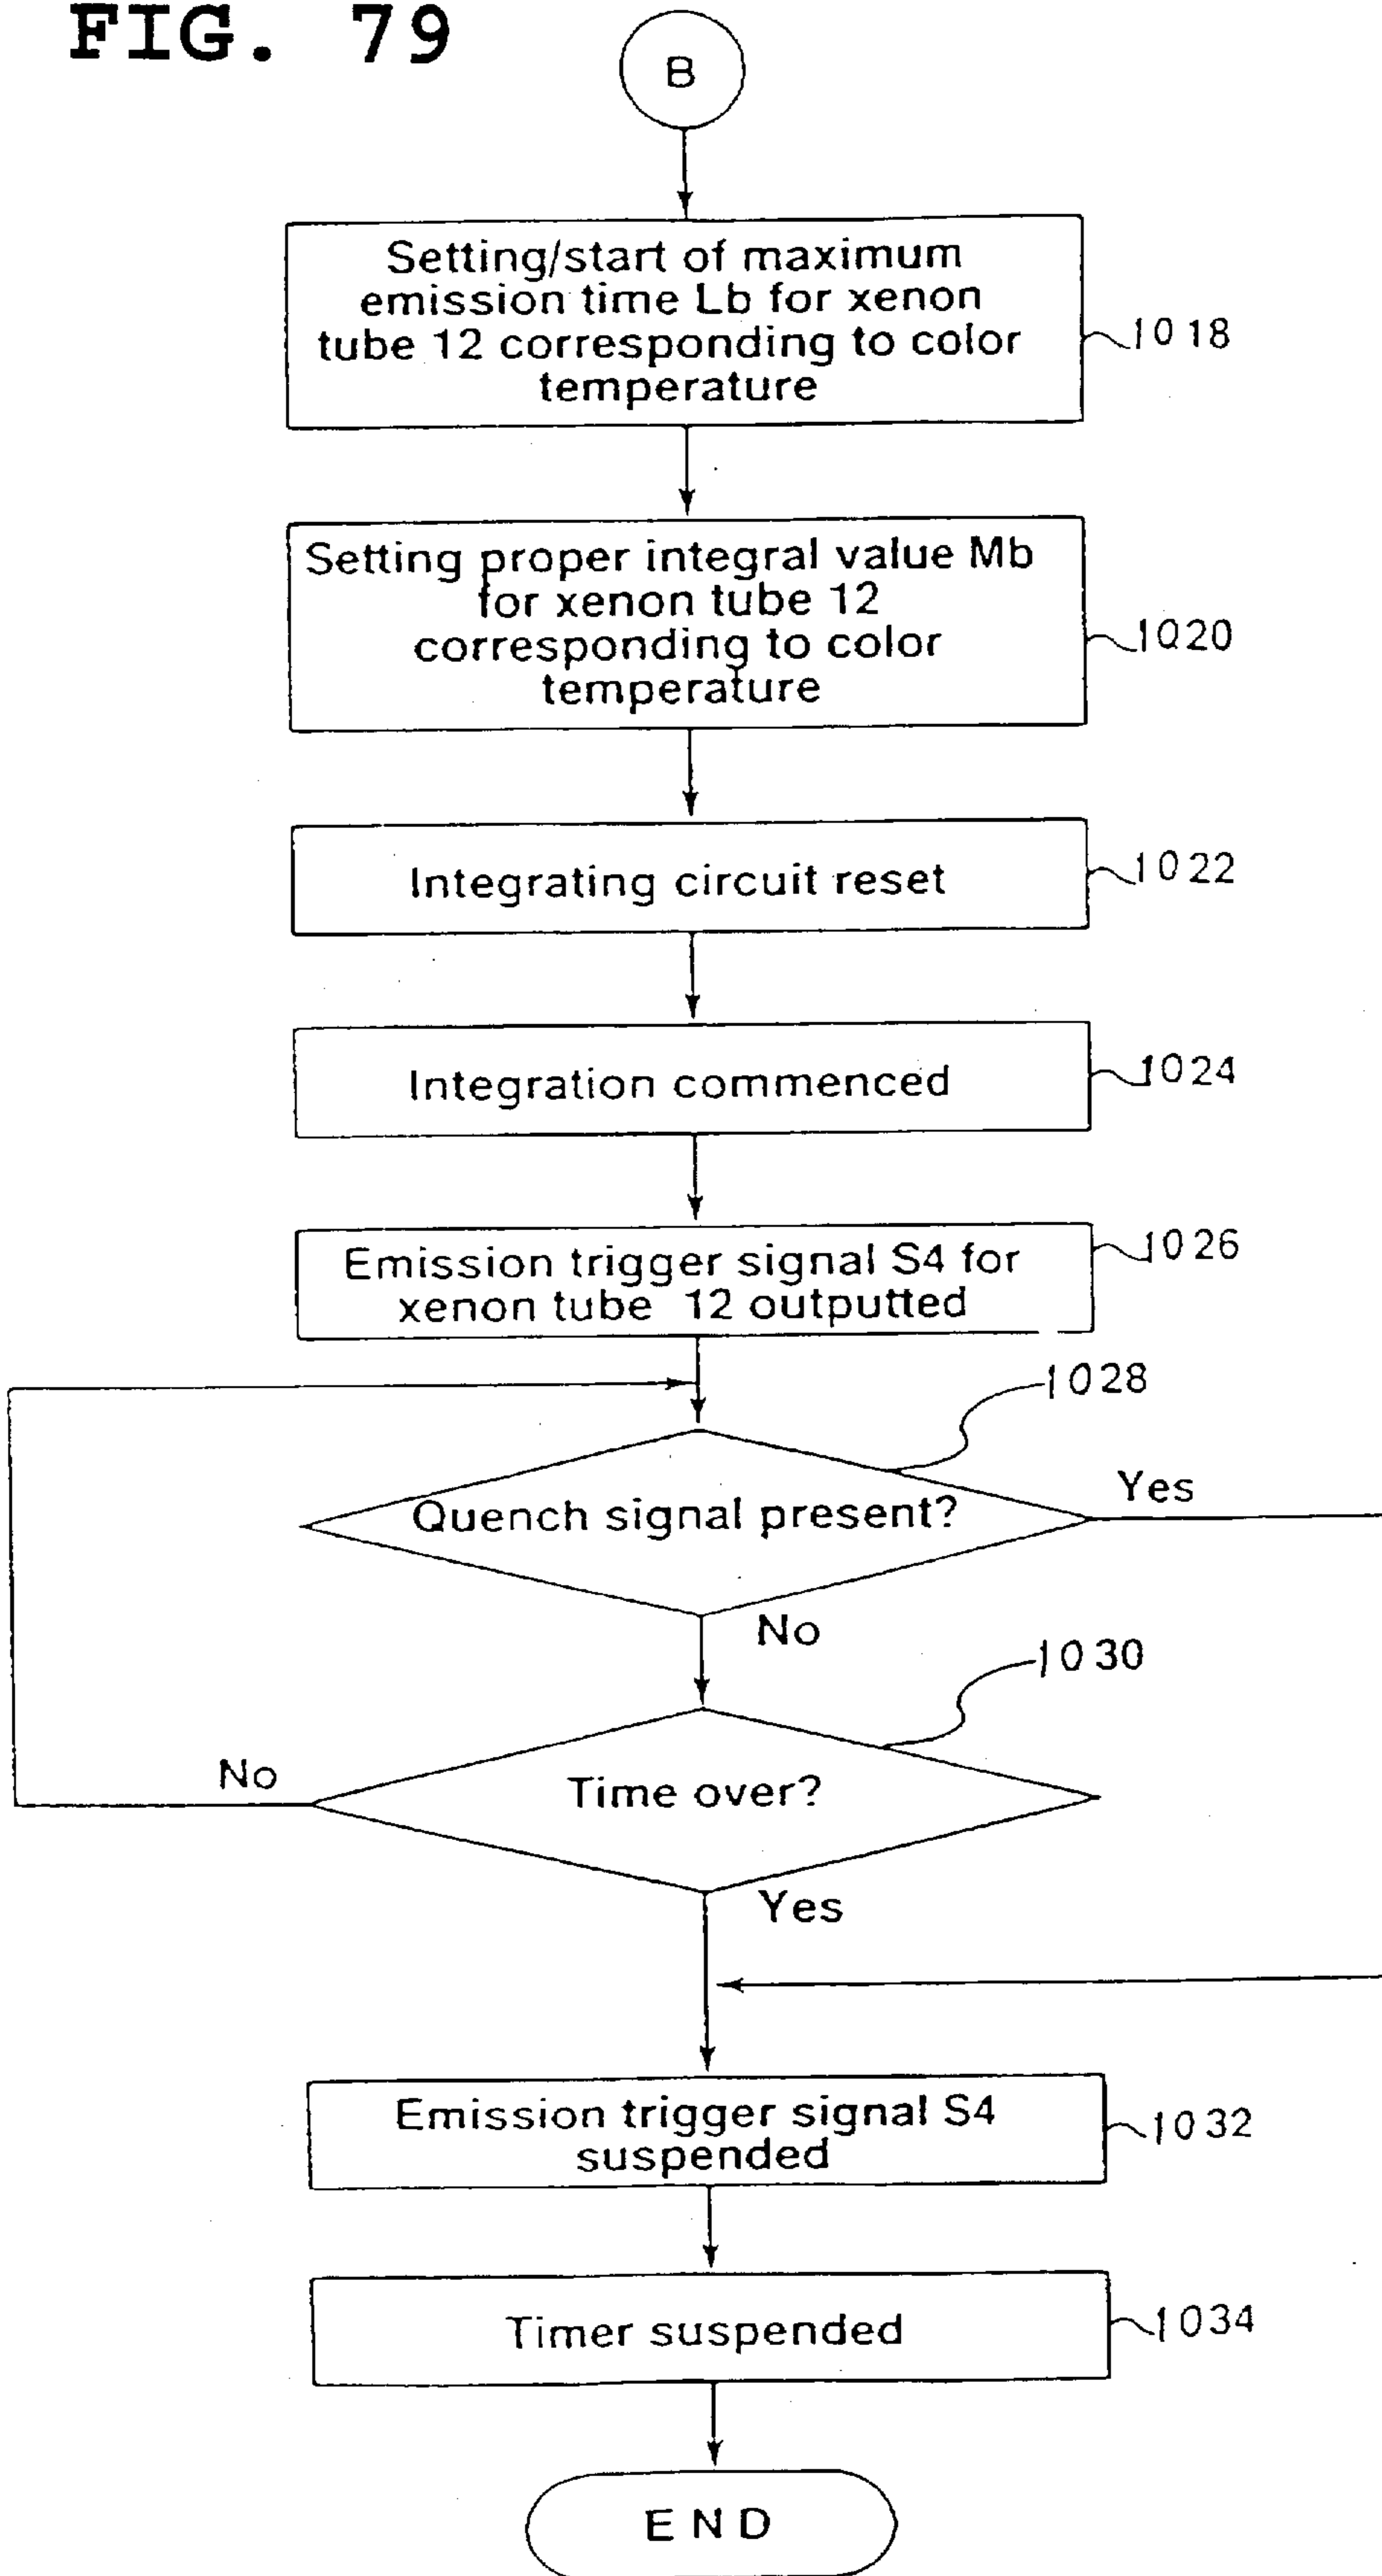 FIG. 79
B
Setting/start of maximum
emission time Lb for xenon
tube 12 corresponding to color
temperature
1018
Setting proper integral value Mb
for xenon tube 12
corresponding to color
temperature
1020
Integrating circuit reset
1022
Integration commenced
1024
Emission trigger signal S4 for
xenon tube 12 outputted
1026
1028
Quench signal present?
Yes
No
1030
Time over?
No
Yes
Emission trigger signal S4
suspended
1032
Timer suspended
1034
END